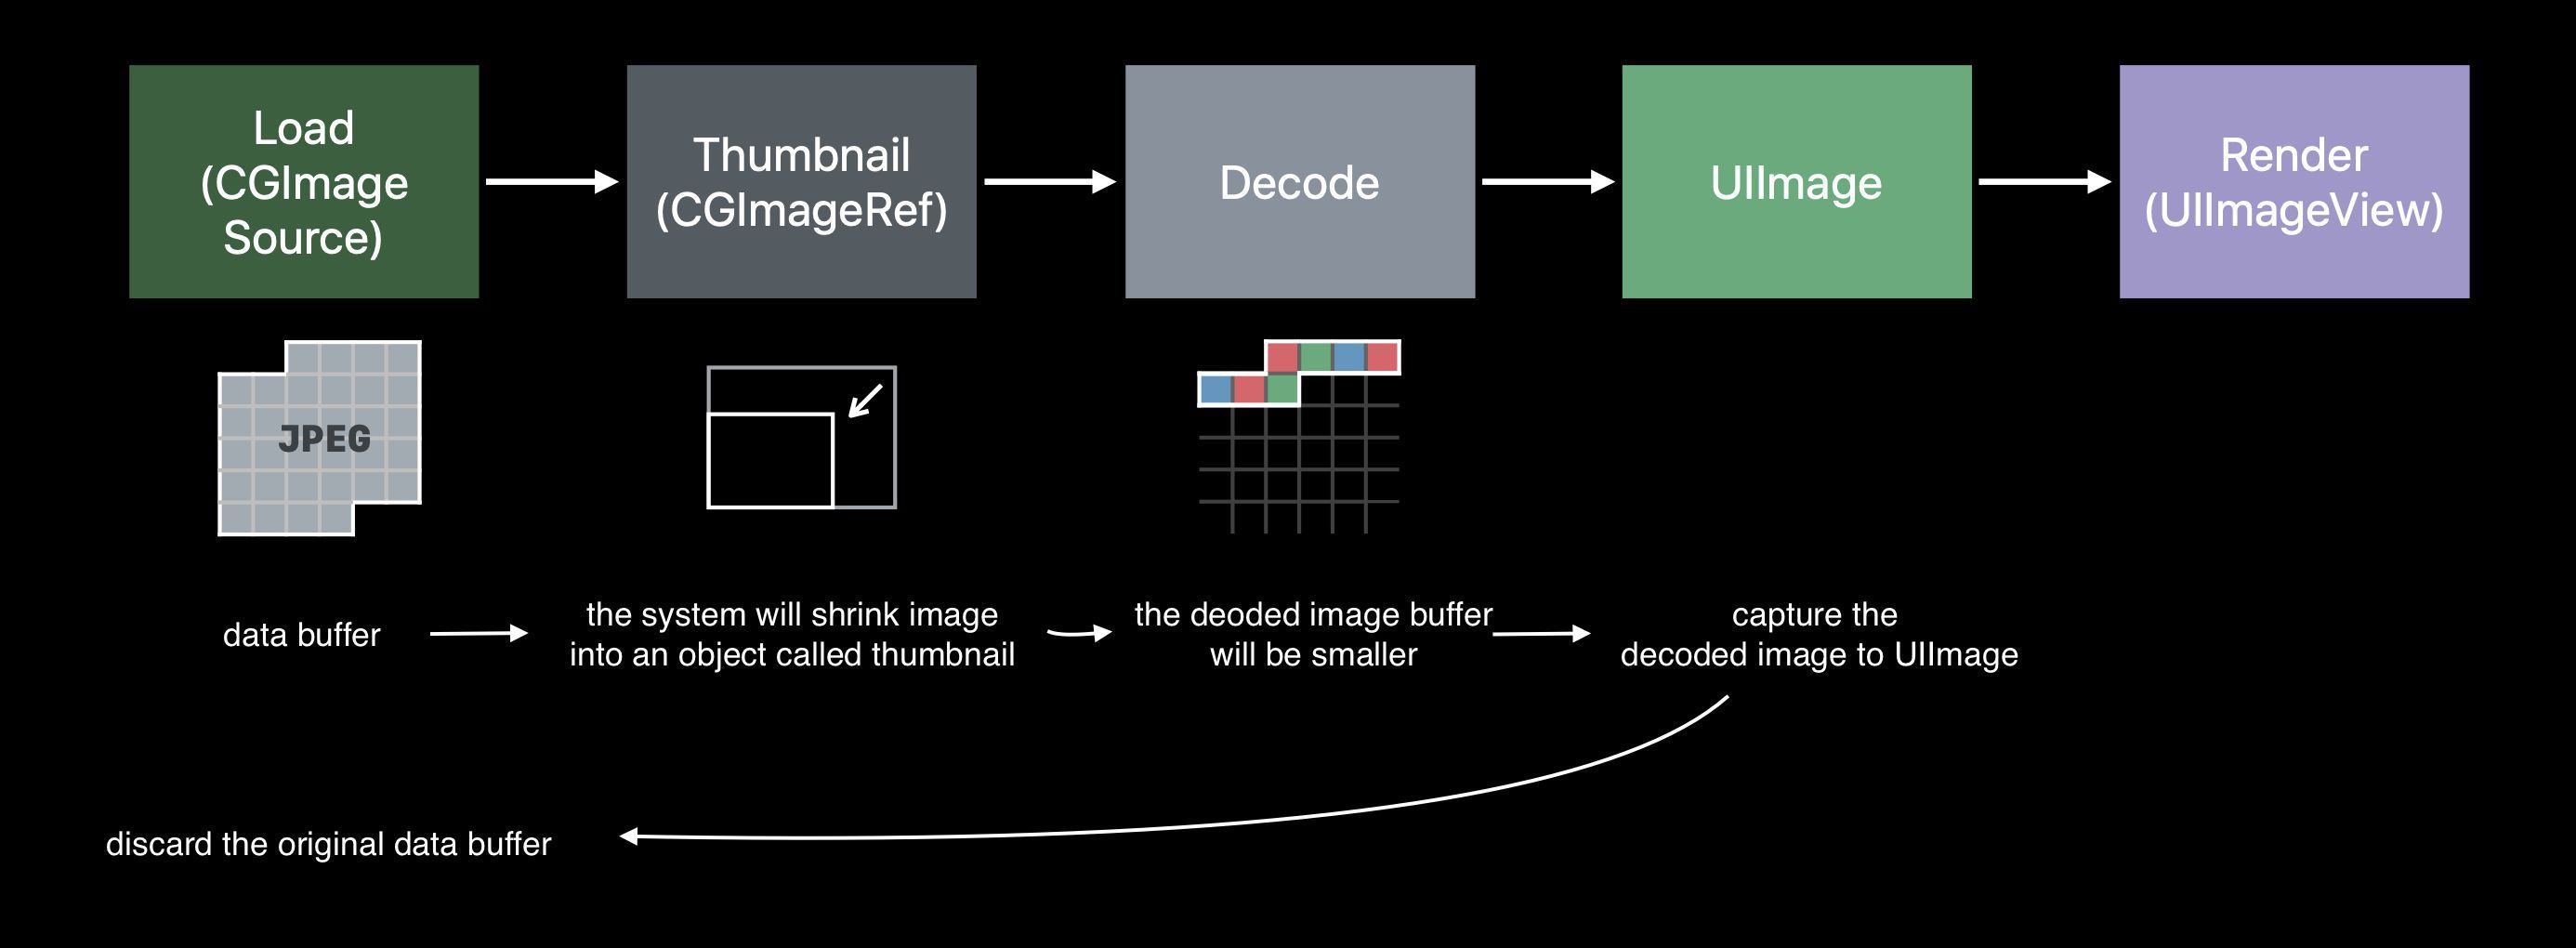 Load
(CGImage
Source)
Thumbnail
(CGImageRef)
Decode
UIImage
Render
(UIImageView)
JPEG
data buffer
the system will shrink image
into an object called thumbnail
the deoded image buffer
will be smaller
capture the
decoded image to UIImage
discard the original data buffer